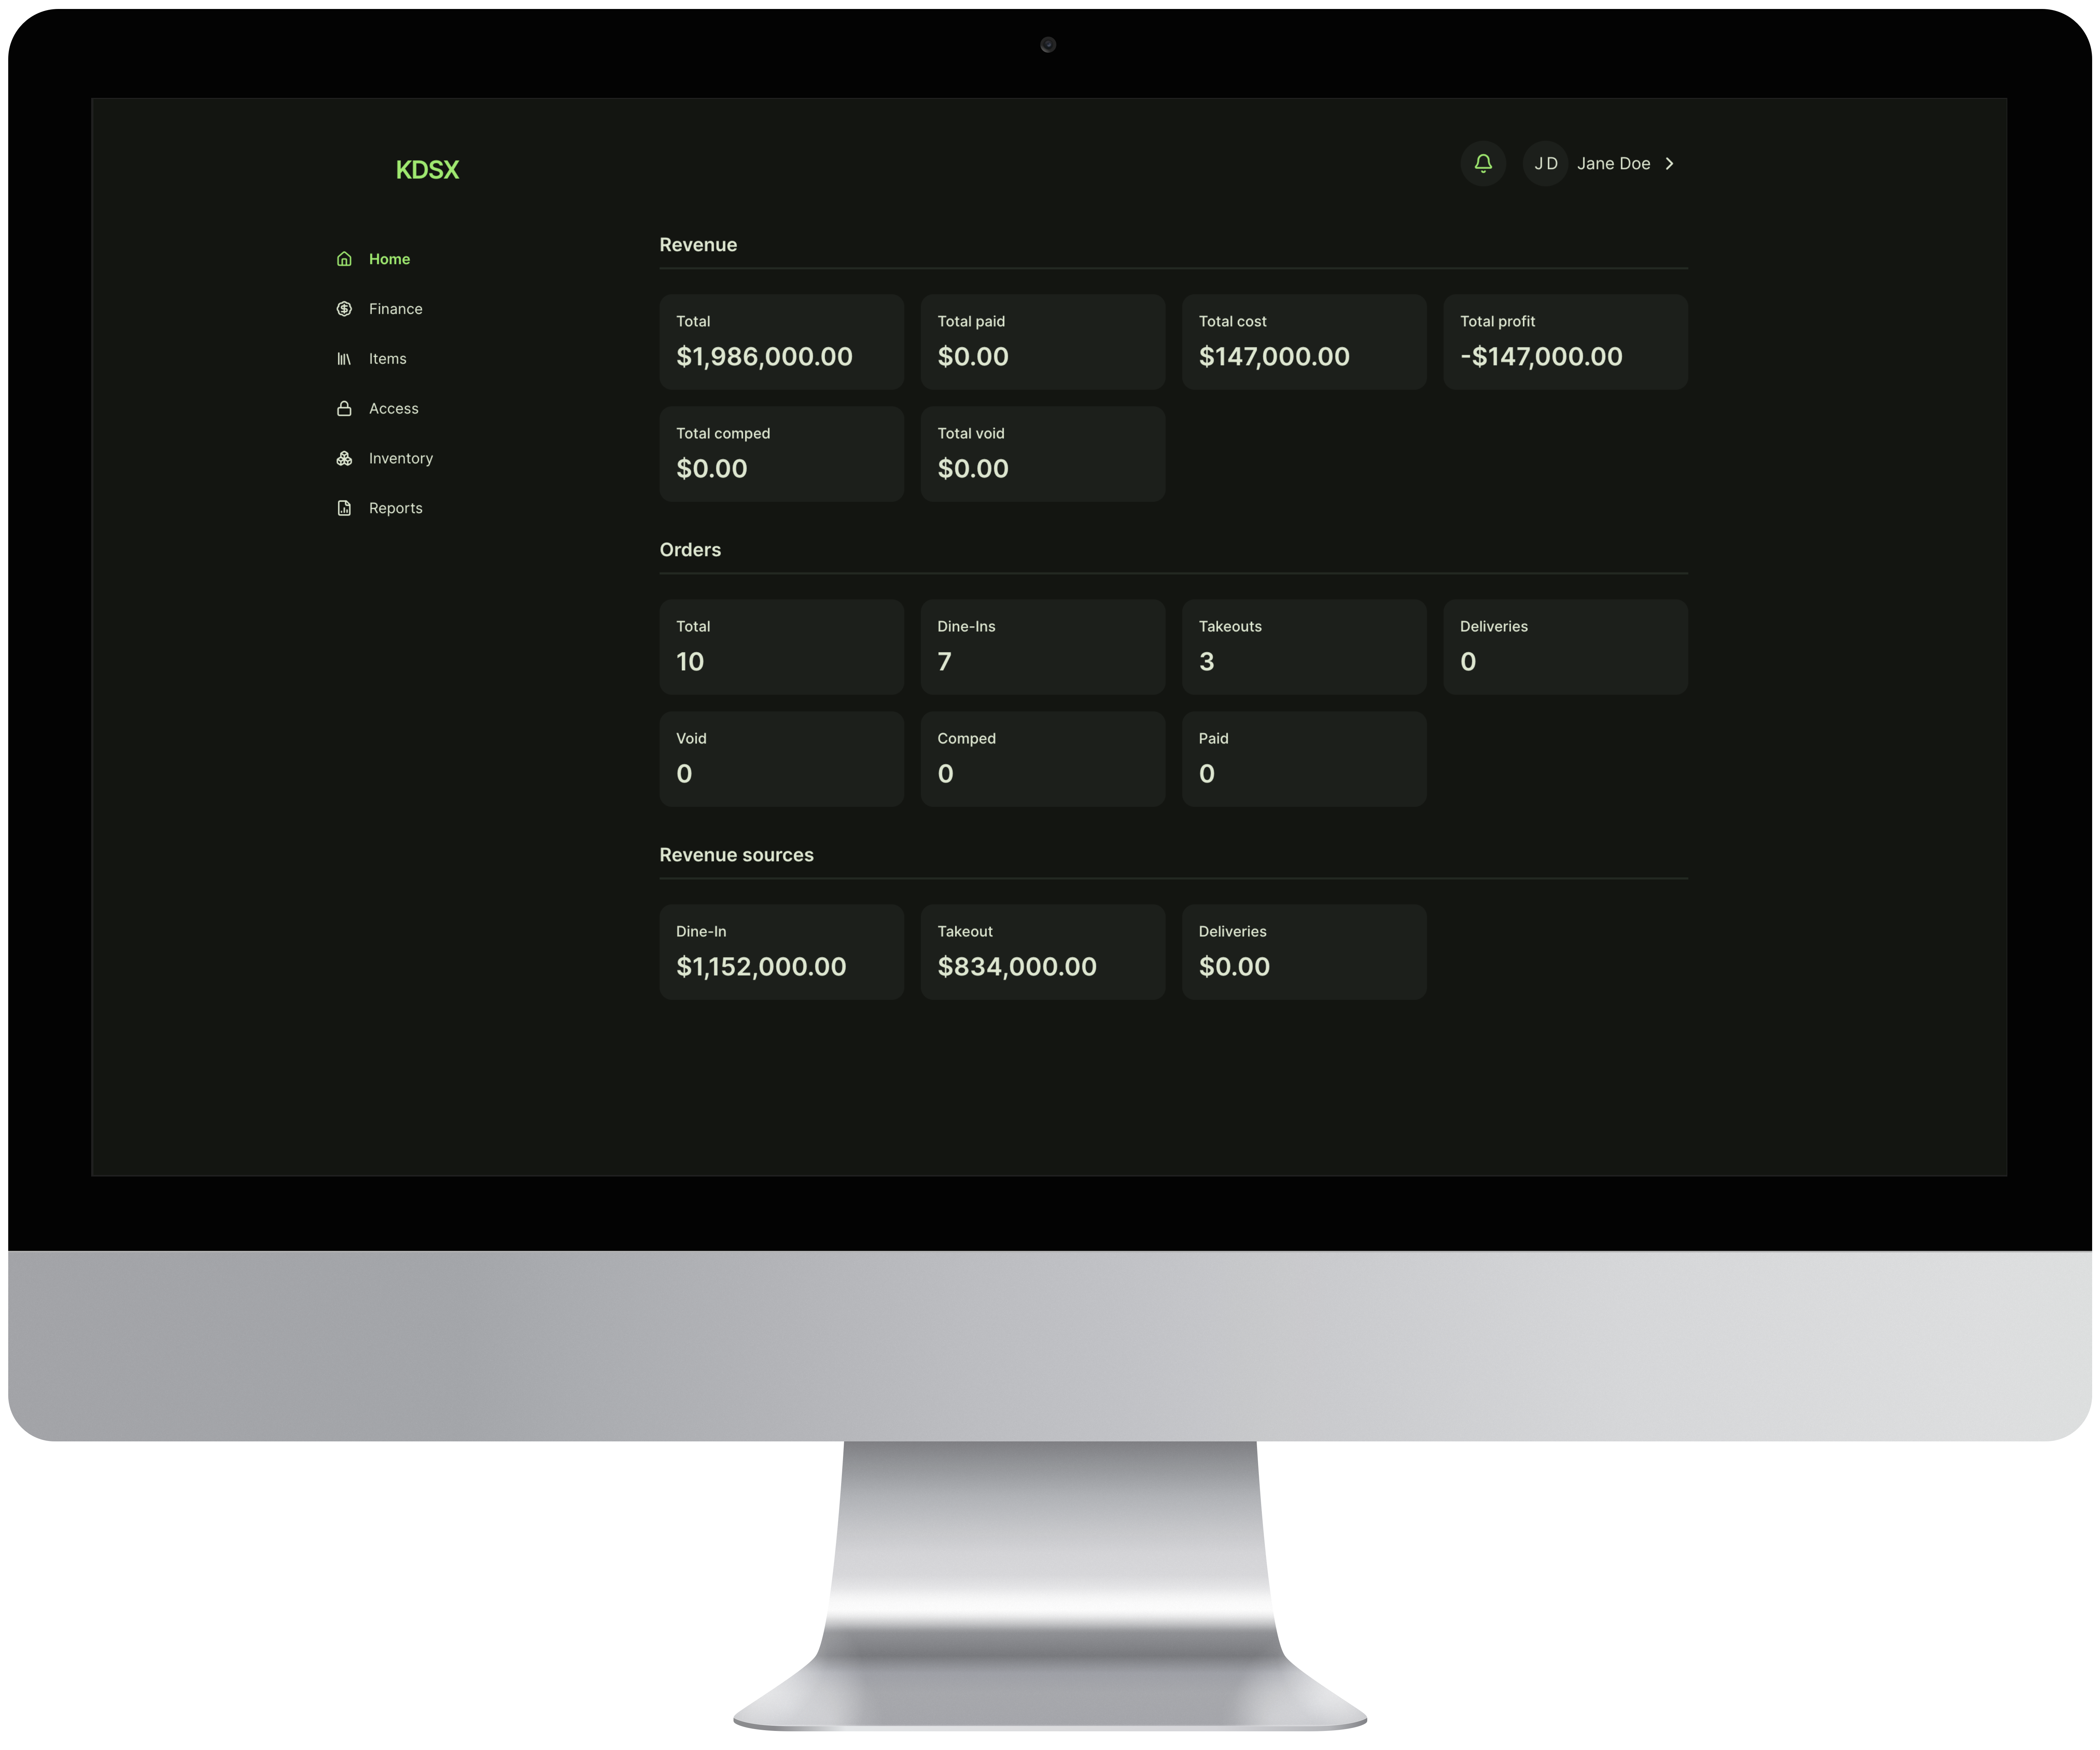 KDSX
JD Jane Doe
Home
Finance
Items
Access
Inventory
Reports
Revenue
Total
$1,986,000.00
Total paid
$0.00
Total cost
$147,000.00
Total profit
-$147,000.00
Total comped
$0.00
Total void
$0.00
Orders
Total
10
Dine-Ins
7
Takeouts
3
Deliveries
0
Void
0
Comped
0
Paid
0
Revenue sources
Dine-In
$1,152,000.00
Takeout
$834,000.00
Deliveries
$0.00